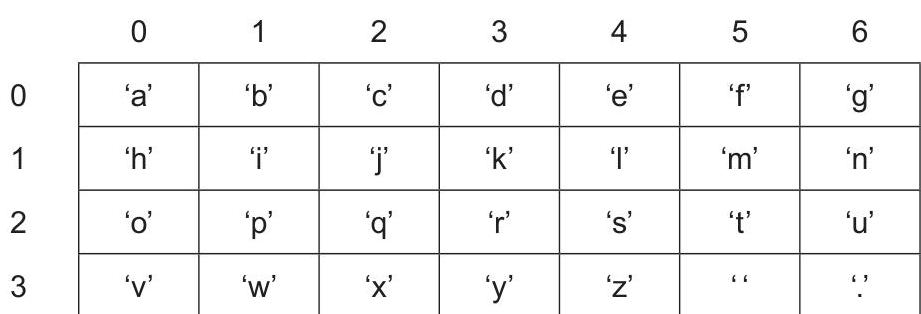 0 1 2 3 4 5 6
0 ‘a’ ‘b’ ‘c’ ‘d’ ‘e’ ‘f’ ‘g’
1 ‘h’ ‘i’ ‘j’ ‘k’ ‘l’ ‘m’ ‘n’
2 ‘o’ ‘p’ ‘q’ ‘r’ ‘s’ ‘t’ ‘u’
3 ‘v’ ‘w’ ‘x’ ‘y’ ‘z’ ‘ ‘ ‘.’